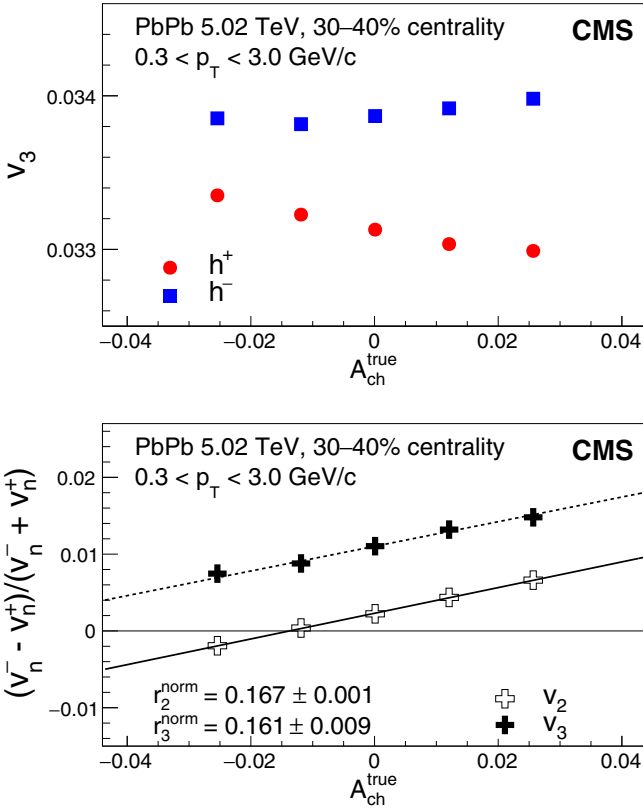 PbPb 5.02 TeV, 30–40% centrality CMS
0.3 < p_T < 3.0 GeV/c
0.034
v_3
0.033
h^+
h^−
−0.04 −0.02 0 0.02 0.04
A_ch^true
PbPb 5.02 TeV, 30–40% centrality CMS
0.3 < p_T < 3.0 GeV/c
0.02
(v_n^− - v_n^+)/(v_n^− + v_n^+)
0.01
0
−0.01
r_2^norm = 0.167 ± 0.001 v_2
r_3^norm = 0.161 ± 0.009 v_3
−0.04 −0.02 0 0.02 0.04
A_ch^true